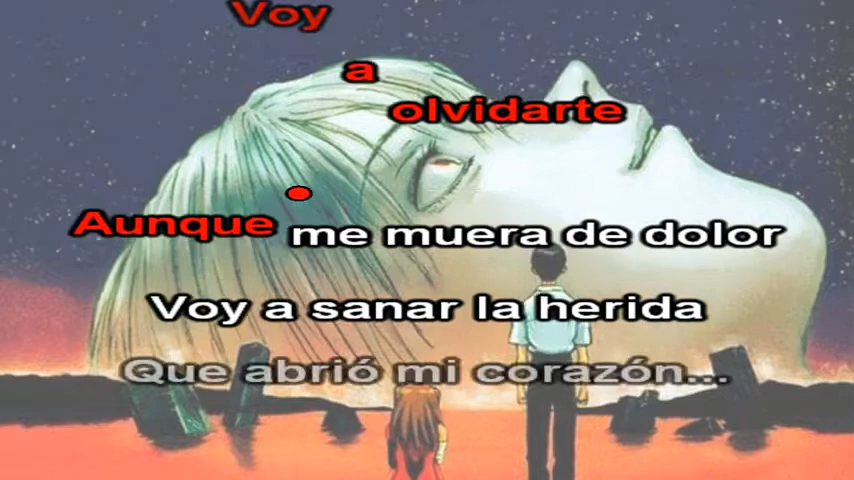 Voy
a
olvidarte
Aunque me muera de dolor
Voy a sanar la herida
Que abrió mi corazón...